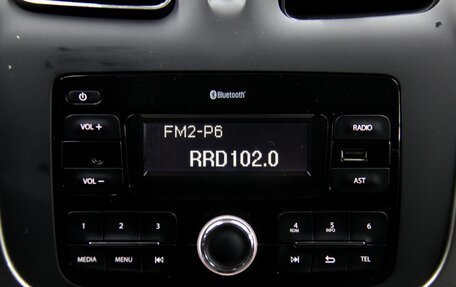 Bluetooth
VOL +
FM2-P6
RADIO
RRD102.0
VOL −
AST
1 2 3
4 RDM 5 INFO 6
MEDIA MENU
TEL